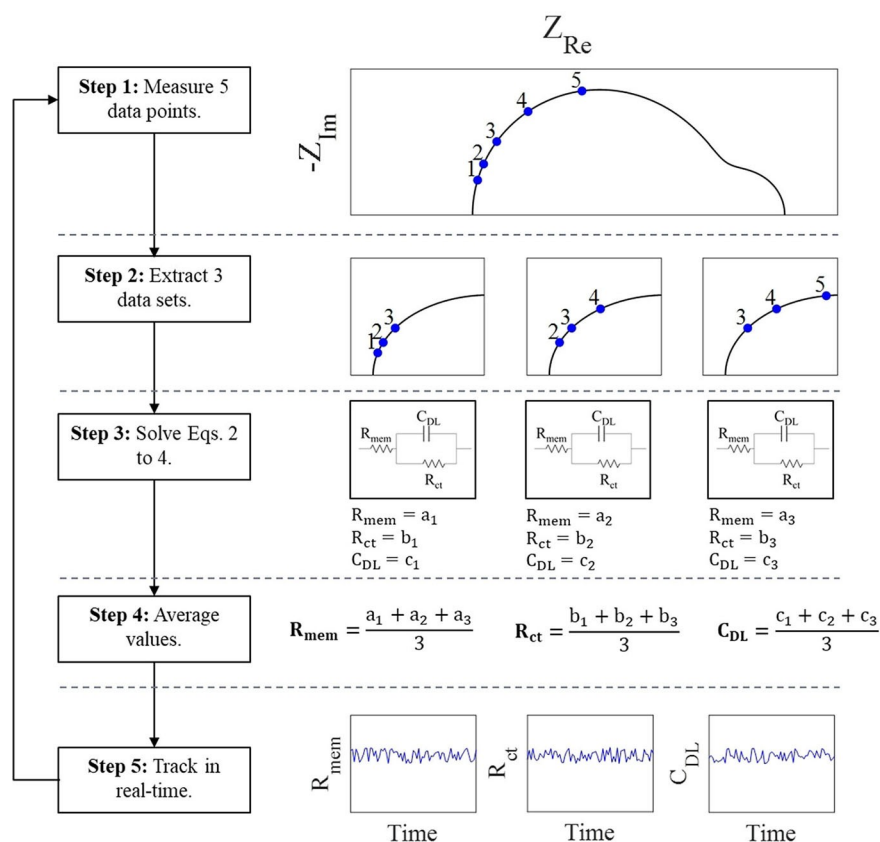 Z_Re
Step 1: Measure 5
data points.
-Z_Im
1
2
3
4
5
Step 2: Extract 3
data sets.
1
2
3
2
3
4
3
4
5
Step 3: Solve Eqs. 2
to 4.
C_DL
R_mem
R_ct
C_DL
R_mem
R_ct
C_DL
R_mem
R_ct
R_mem = a_1
R_ct = b_1
C_DL = c_1
R_mem = a_2
R_ct = b_2
C_DL = c_2
R_mem = a_3
R_ct = b_3
C_DL = c_3
Step 4: Average
values.
R_mem = (a_1 + a_2 + a_3) / 3
R_ct = (b_1 + b_2 + b_3) / 3
C_DL = (c_1 + c_2 + c_3) / 3
Step 5: Track in
real-time.
R_mem
Time
R_ct
Time
C_DL
Time